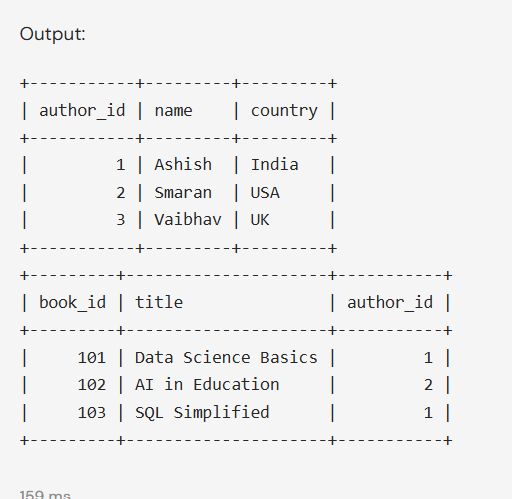 Output:
+-----------+---------+---------+
| author_id | name    | country |
+-----------+---------+---------+
|         1 | Ashish  | India   |
|         2 | Smaran  | USA     |
|         3 | Vaibhav | UK      |
+-----------+---------+---------+
+---------+---------------------+-----------+
| book_id | title               | author_id |
+---------+---------------------+-----------+
|     101 | Data Science Basics |         1 |
|     102 | AI in Education     |         2 |
|     103 | SQL Simplified      |         1 |
+---------+---------------------+-----------+
159 ms